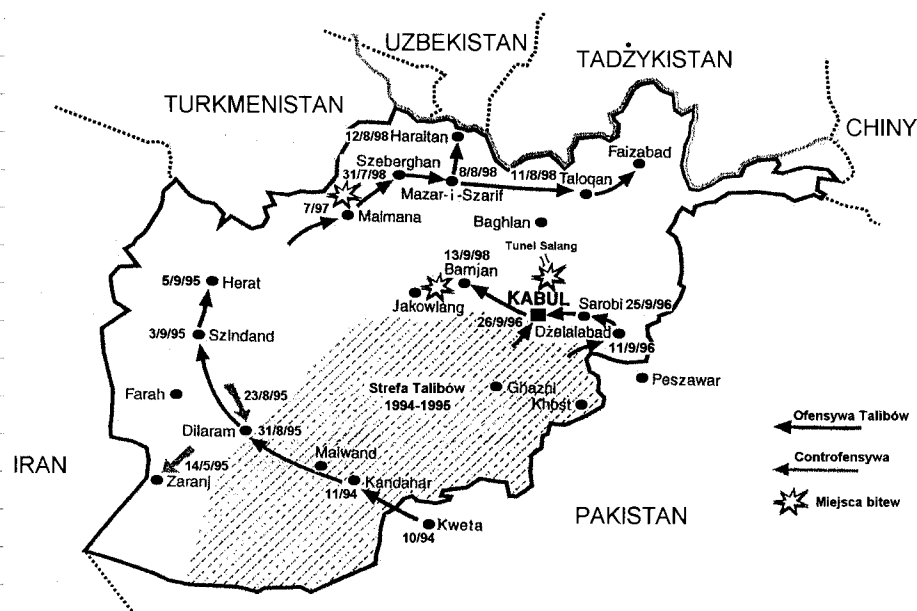 UZBEKISTAN
TADŻYKISTAN
TURKMENISTAN
CHINY
12/8/98 Haraltan
Szeberghan
31/7/98
8/8/98
11/8/98
Faizabad
Mazar-i-Szarif
Taloqan
7/97
Malmana
Baghlan
Tunel Salang
13/9/98
Bamjan
5/9/95
Herat
Jakowlang
KABUL
Sarobi 25/9/96
26/9/96
Dżelalabad
11/9/96
3/9/95
Szindand
Strefa Talibów
1994-1995
Ghazni
Khost
Peszawar
Farah
23/8/95
Dilaram
31/8/95
Ofensywa Talibów
Controfensywa
Miejsca bitew
IRAN
14/5/95
Zaranj
Malwand
Kandahar
11/94
Kweta
10/94
PAKISTAN